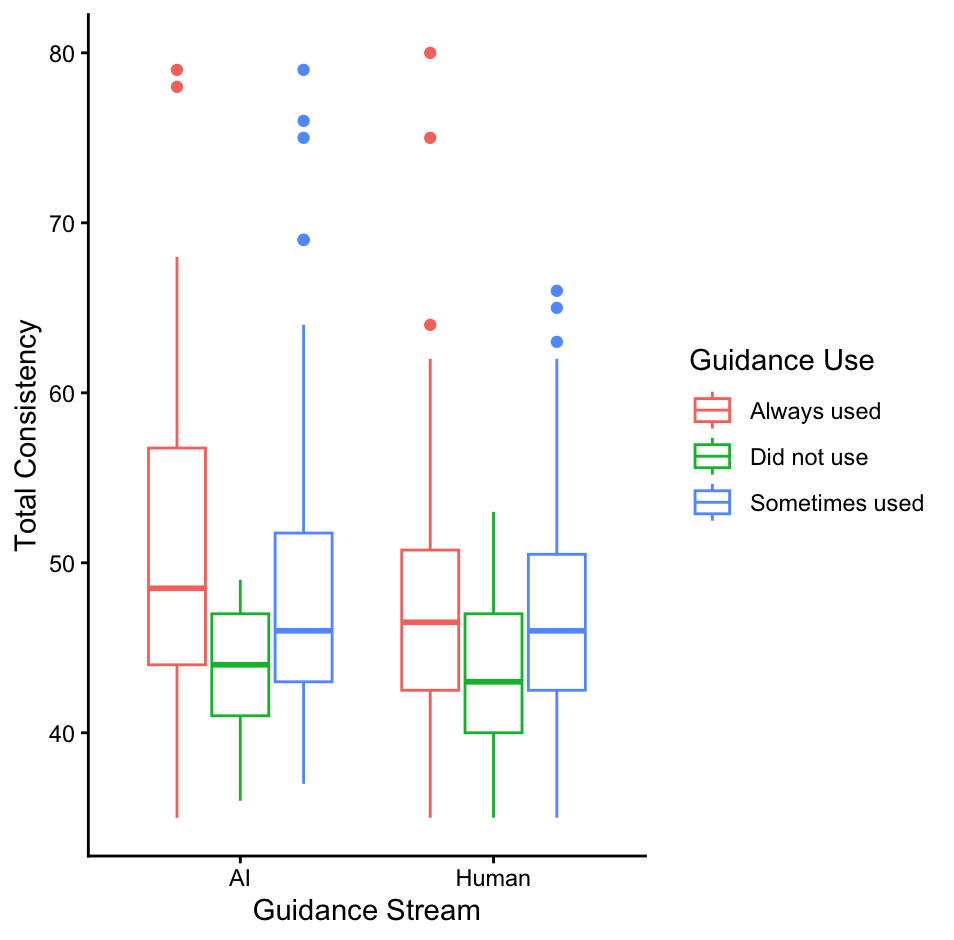 80
70
60
50
40
Total Consistency
AI
Human
Guidance Stream
Guidance Use
Always used
Did not use
Sometimes used